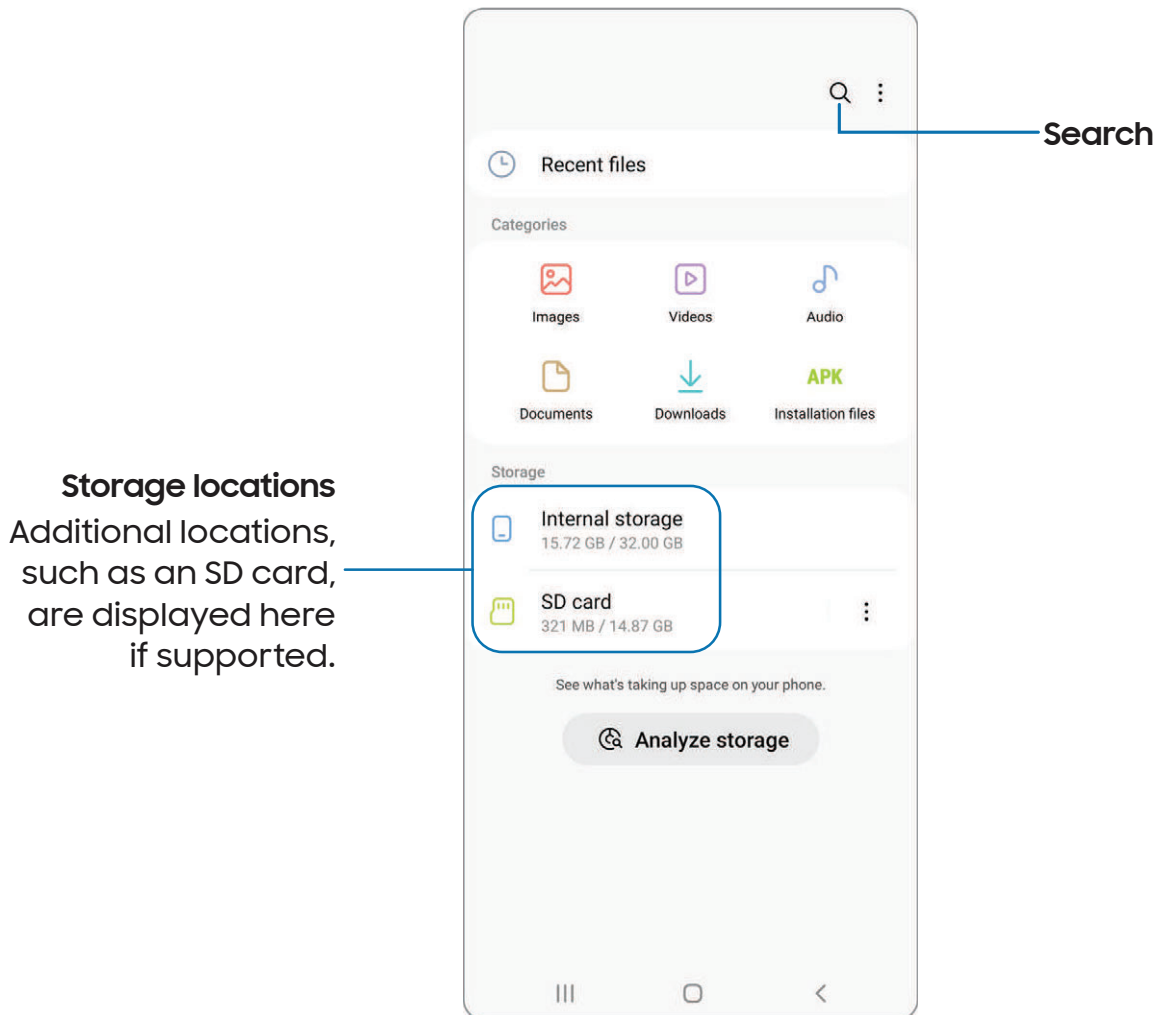 Search
Recent files
Categories
Images
Videos
Audio
Documents
Downloads
APK
Installation files
Storage locations
Additional locations,
such as an SD card,
are displayed here
if supported.
Storage
Internal storage
15.72 GB / 32.00 GB
SD card
321 MB / 14.87 GB
See what's taking up space on your phone.
Analyze storage